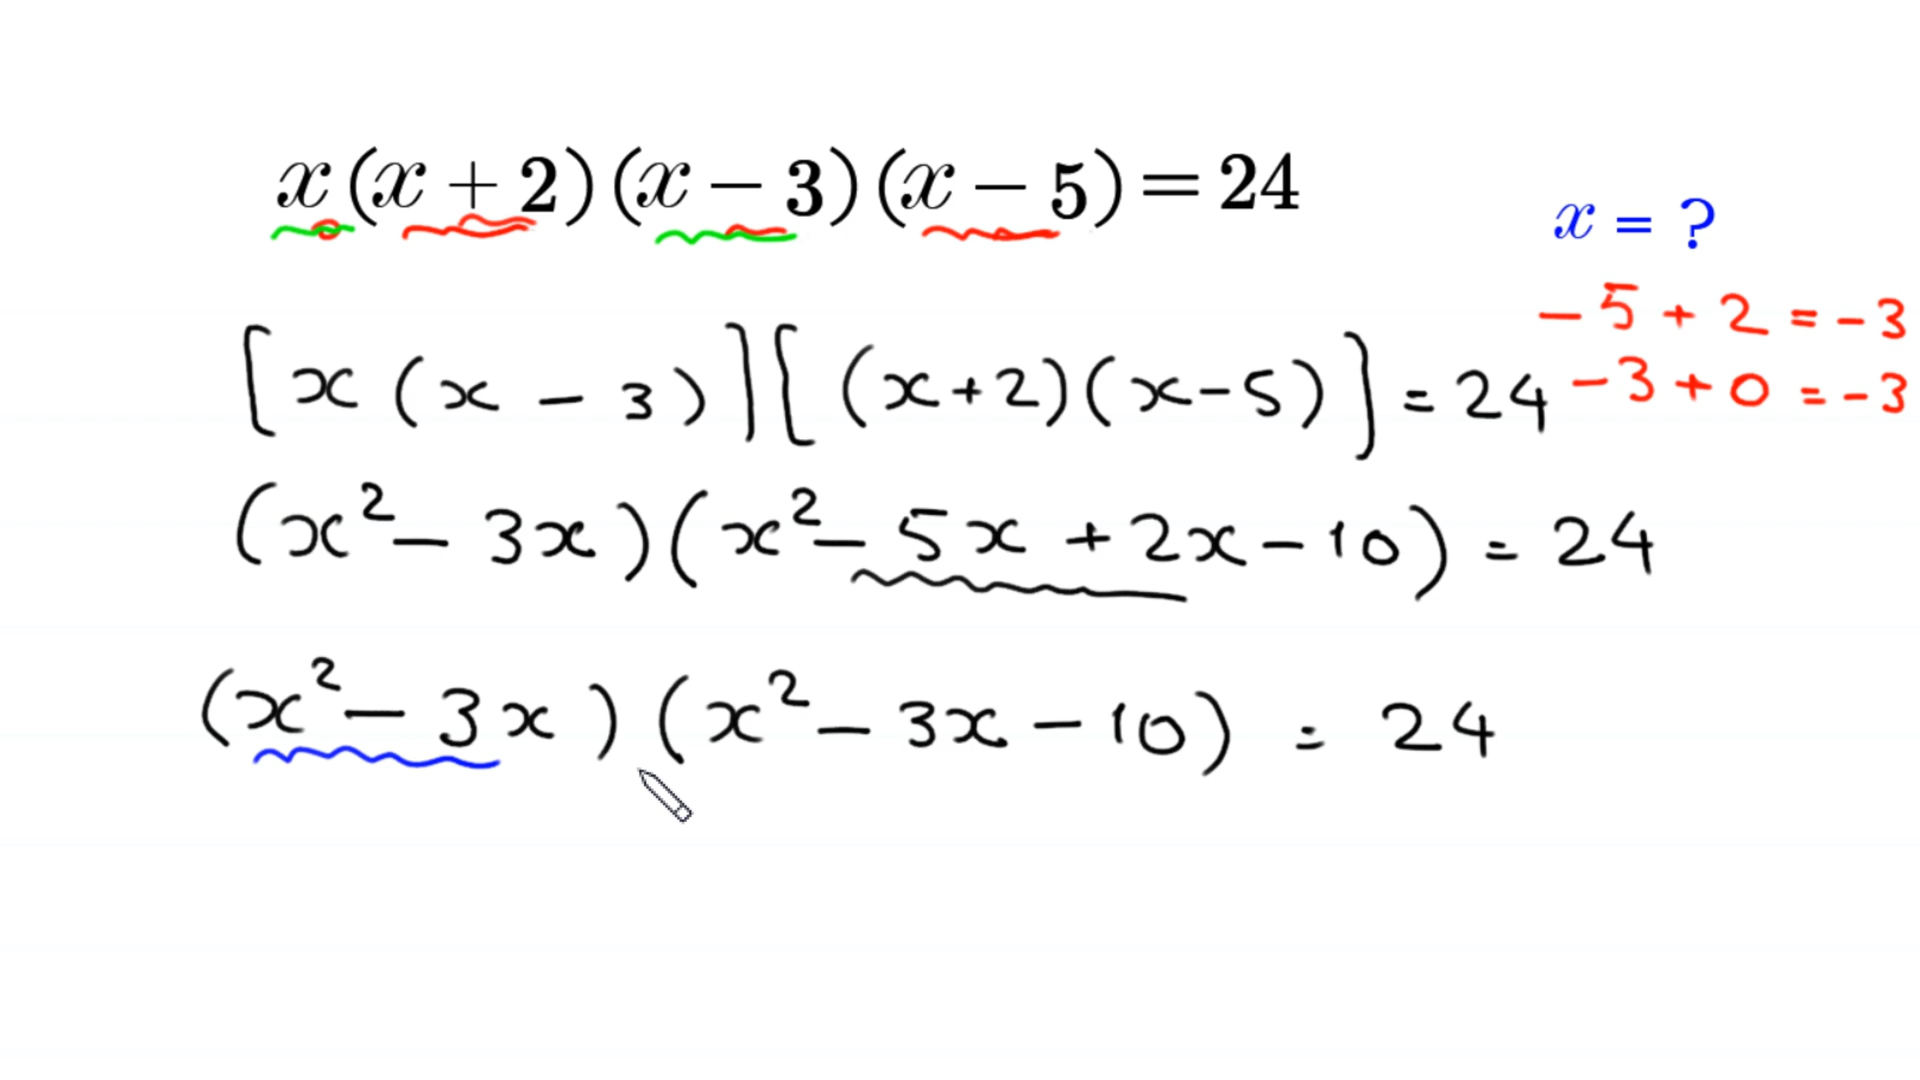 x(x + 2)(x − 3)(x − 5) = 24
x = ?
−5 + 2 = −3
−3 + 0 = −3
[x(x − 3)][(x+2)(x−5)] = 24
(x² − 3x)(x² − 5x + 2x − 10) = 24
(x² − 3x)(x² − 3x − 10) = 24